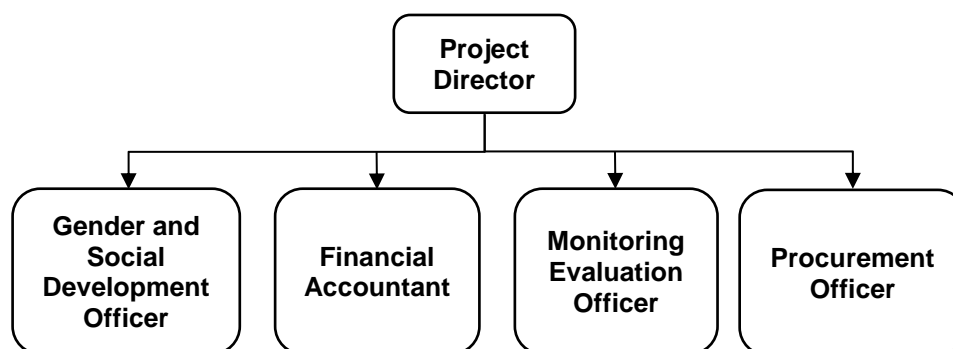 Project
Director
Gender and
Social
Development
Officer
Financial
Accountant
Monitoring
Evaluation
Officer
Procurement
Officer